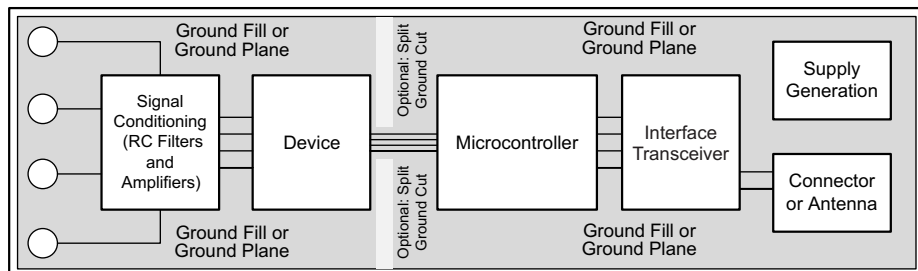 Ground Fill or
Ground Plane
Optional: Split
Ground Cut
Ground Fill or
Ground Plane
Supply
Generation
Signal
Conditioning
(RC Filters
and
Amplifiers)
Device
Microcontroller
Interface
Transceiver
Connector
or Antenna
Ground Fill or
Ground Plane
Optional: Split
Ground Cut
Ground Fill or
Ground Plane